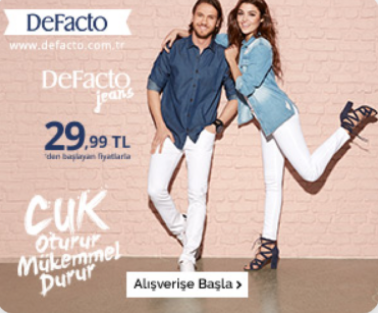 DeFacto
www.defacto.com.tr
DeFacto
jeans
29,99 TL
'den başlayan fiyatlarla
CUK
Oturur
Mükemmel
Durur
Alışverişe Başla >